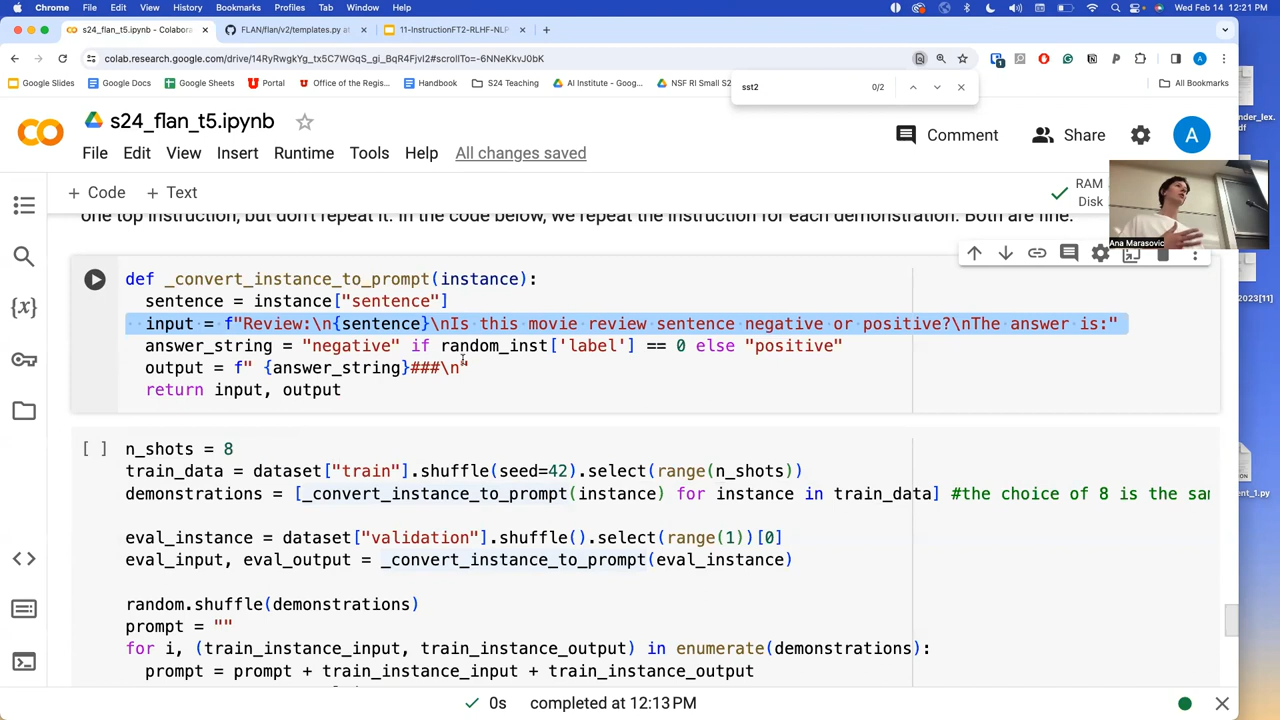 Chrome File Edit View History Bookmarks Profiles Tab Window Help
Wed Feb 14 12:21 PM
s24_flan_t5.ipynb - Colabora
FLAN/flan/v2/templates.py at
11-InstructionFT2-RLHF-NLP
colab.research.google.com/drive/14RyRwgkYg_tx5C7WGqS_gi_BqR4Fjvl2#scrollTo=-6NNeKkvJ0bK
Google Slides Google Docs Google Sheets Portal Office of the Regis... Handbook S24 Teaching AI Institute - Goog... NSF RI Small S2 All Bookmarks
sst2 0/2
s24_flan_t5.ipynb
File Edit View Insert Runtime Tools Help All changes saved
Comment Share A
+ Code + Text
RAM
Disk
Ana Marasovic
one top instruction, but don't repeat it. In the code below, we repeat the instruction for each demonstration. Both are fine.
def _convert_instance_to_prompt(instance):
sentence = instance["sentence"]
input = f"Review:\n{sentence}\nIs this movie review sentence negative or positive?\nThe answer is:"
answer_string = "negative" if random_inst['label'] == 0 else "positive"
output = f" {answer_string}###\n"
return input, output
[ ] n_shots = 8
train_data = dataset["train"].shuffle(seed=42).select(range(n_shots))
demonstrations = [_convert_instance_to_prompt(instance) for instance in train_data] #the choice of 8 is the sa
eval_instance = dataset["validation"].shuffle().select(range(1))[0]
eval_input, eval_output = _convert_instance_to_prompt(eval_instance)
random.shuffle(demonstrations)
prompt = ""
for i, (train_instance_input, train_instance_output) in enumerate(demonstrations):
prompt = prompt + train_instance_input + train_instance_output
0s completed at 12:13 PM